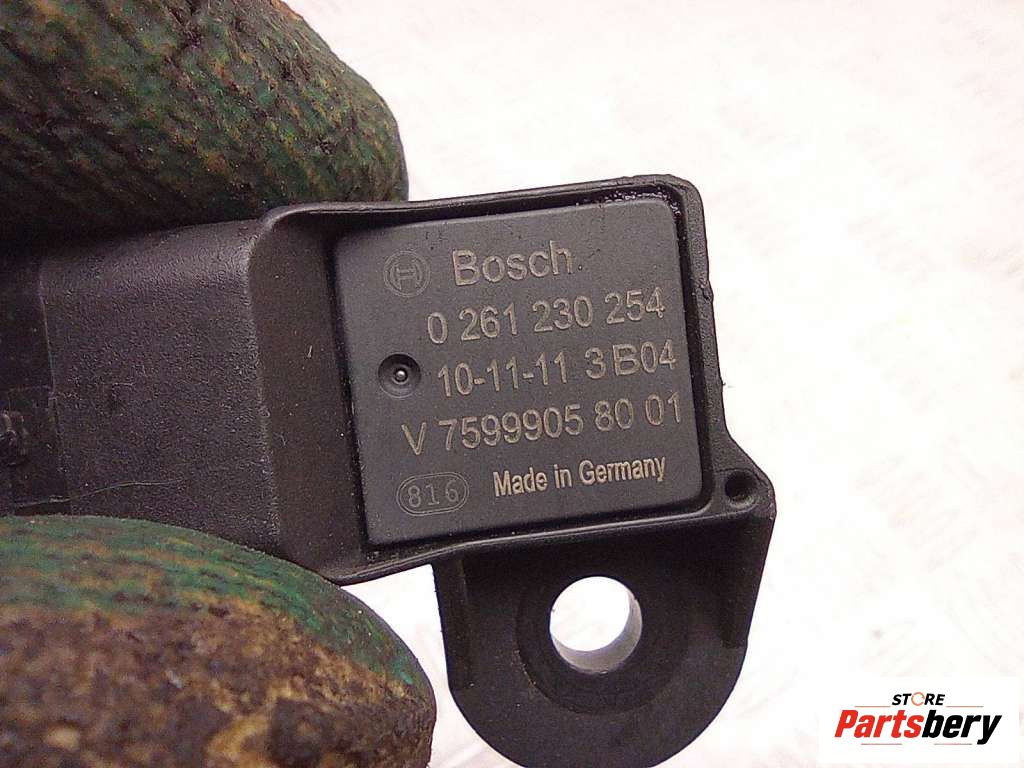 Bosch
0 261 230 254
10-11-11 3 B04
V 7599905 80 01
816 Made in Germany
STORE
Partsbery